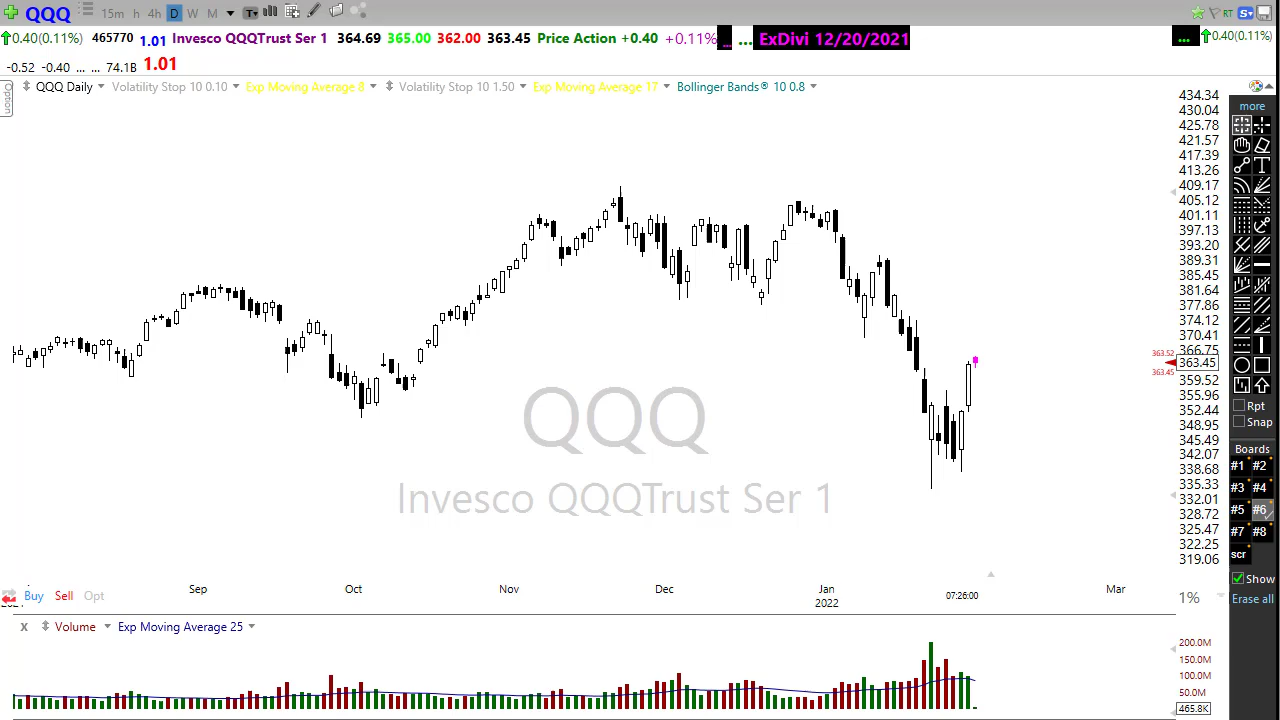 QQQ 15m h 4h D W M T RT S
0.40(0.11%) 465770 1.01 Invesco QQQTrust Ser 1 364.69 365.00 362.00 363.45 Price Action +0.40 +0.11% ... ... ExDivi 12/20/2021 ... 0.40(0.11%)
-0.52 -0.40 ... ... 74.1B 1.01
Option
QQQ Daily Volatility Stop 10 0.10 Exp Moving Average 8 Volatility Stop 10 1.50 Exp Moving Average 17 Bollinger Bands® 10 0.8
434.34
430.04
425.78
421.57
417.39
413.26
409.17
405.12
401.11
397.13
393.20
389.31
385.45
381.64
377.86
374.12
370.41
366.75
363.52
363.45
363.45
359.52
355.96
352.44
348.95
345.49
342.07
338.68
335.33
332.01
328.72
325.47
322.25
319.06
more
Rpt
Snap
Boards
#1 #2
#3 #4
#5 #6
#7 #8
scr
Show
Erase all
QQQ
Invesco QQQTrust Ser 1
Sep Oct Nov Dec Jan Mar
2022 07:26:00
Buy Sell Opt
1%
X Volume Exp Moving Average 25
200.0M
150.0M
100.0M
50.0M
465.8K